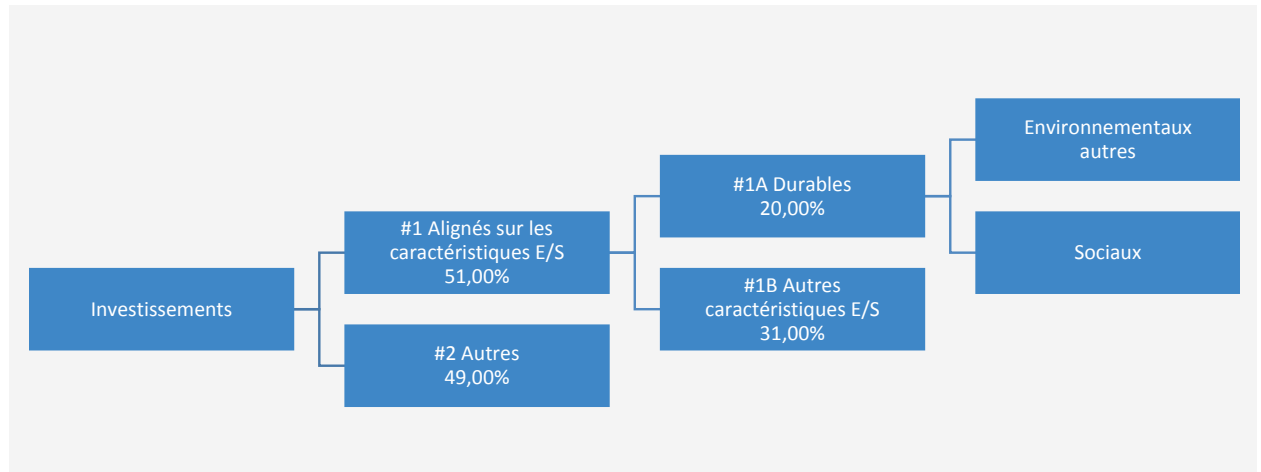 Investissements
#1 Alignés sur les
caractéristiques E/S
51,00%
#2 Autres
49,00%
#1A Durables
20,00%
#1B Autres
caractéristiques E/S
31,00%
Environnementaux
autres
Sociaux